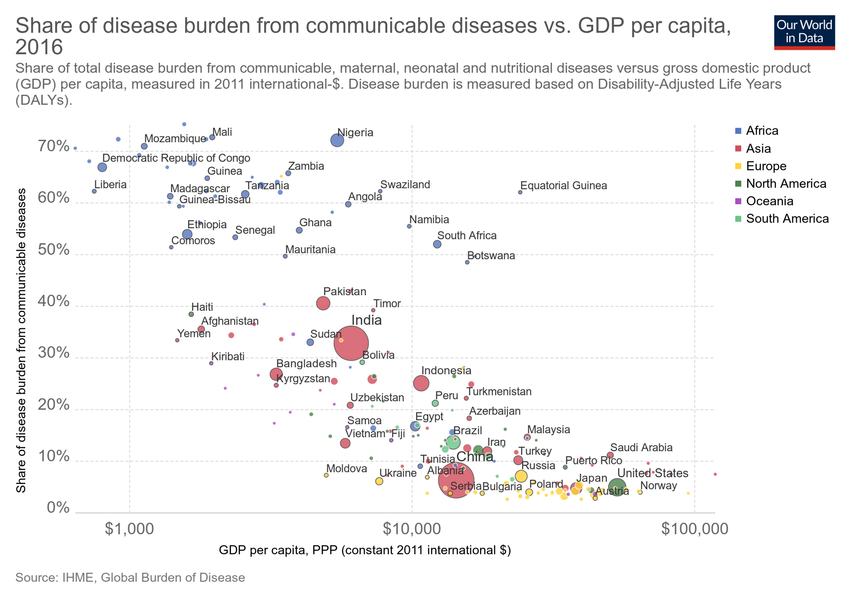 Share of disease burden from communicable diseases vs. GDP per capita,
2016
Our World
in Data
Share of total disease burden from communicable, maternal, neonatal and nutritional diseases versus gross domestic product
(GDP) per capita, measured in 2011 international-$. Disease burden is measured based on Disability-Adjusted Life Years
(DALYs).
Africa
Asia
Europe
North America
Oceania
South America
Share of disease burden from communicable diseases
70%
60%
50%
40%
30%
20%
10%
0%
Mozambique
Mali
Nigeria
Democratic Republic of Congo
Zambia
Guinea
Liberia
Madagascar
Tanzania
Swaziland
Equatorial Guinea
Guinea-Bissau
Angola
Ethiopia
Ghana
Namibia
Comoros
Senegal
South Africa
Mauritania
Botswana
Pakistan
Haiti
Timor
Afghanistan
India
Yemen
Sudan
Kiribati
Bolivia
Bangladesh
Indonesia
Kyrgyzstan
Uzbekistan
Peru
Turkmenistan
Samoa
Egypt
Azerbaijan
Vietnam
Fiji
Brazil
Malaysia
Iran
Tunisia
China
Turkey
Saudi Arabia
Moldova
Ukraine
Albania
Russia
Puerto Rico
United States
Serbia
Bulgaria
Poland
Japan
Austria
Norway
$1,000
$10,000
$100,000
GDP per capita, PPP (constant 2011 international $)
Source: IHME, Global Burden of Disease